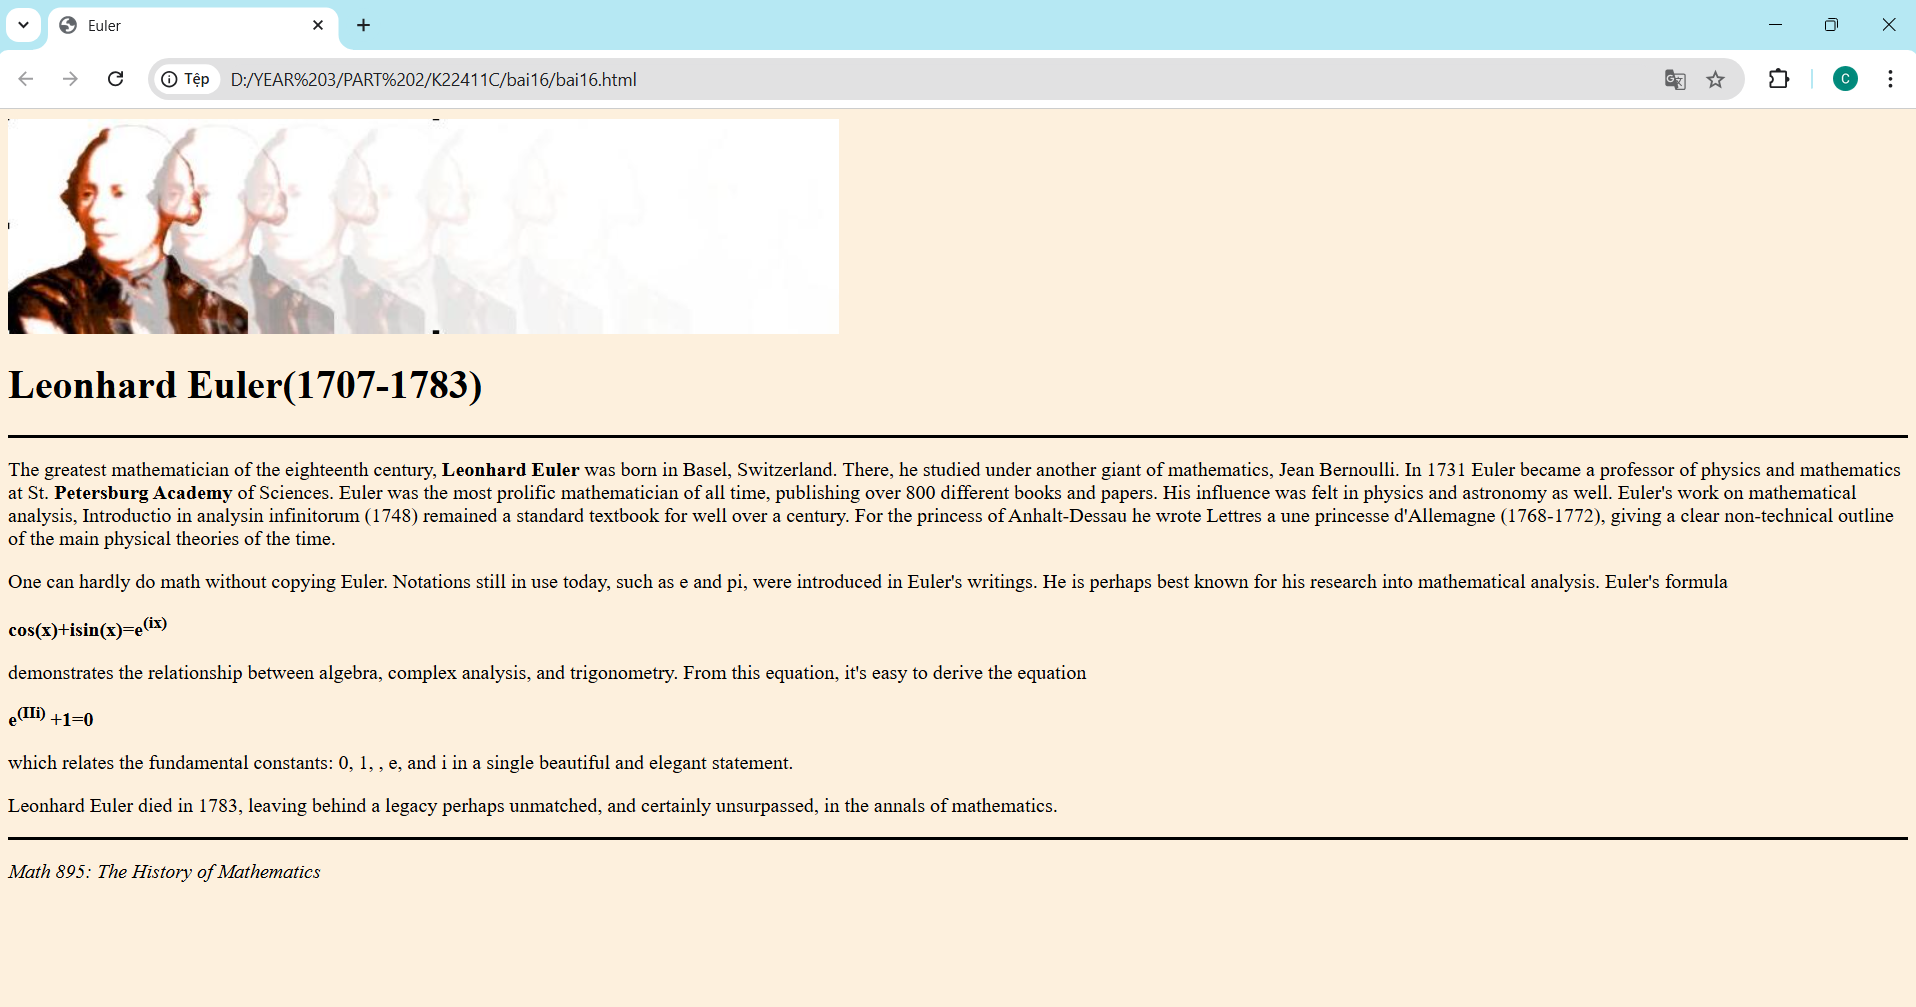 Euler
Tệp D:/YEAR%203/PART%202/K22411C/bai16/bai16.html
C
Leonhard Euler(1707-1783)
The greatest mathematician of the eighteenth century, Leonhard Euler was born in Basel, Switzerland. There, he studied under another giant of mathematics, Jean Bernoulli. In 1731 Euler became a professor of physics and mathematics
at St. Petersburg Academy of Sciences. Euler was the most prolific mathematician of all time, publishing over 800 different books and papers. His influence was felt in physics and astronomy as well. Euler's work on mathematical
analysis, Introductio in analysin infinitorum (1748) remained a standard textbook for well over a century. For the princess of Anhalt-Dessau he wrote Lettres a une princesse d'Allemagne (1768-1772), giving a clear non-technical outline
of the main physical theories of the time.
One can hardly do math without copying Euler. Notations still in use today, such as e and pi, were introduced in Euler's writings. He is perhaps best known for his research into mathematical analysis. Euler's formula
cos(x)+isin(x)=e(ix)
demonstrates the relationship between algebra, complex analysis, and trigonometry. From this equation, it's easy to derive the equation
e(IIi) +1=0
which relates the fundamental constants: 0, 1, , e, and i in a single beautiful and elegant statement.
Leonhard Euler died in 1783, leaving behind a legacy perhaps unmatched, and certainly unsurpassed, in the annals of mathematics.
Math 895: The History of Mathematics